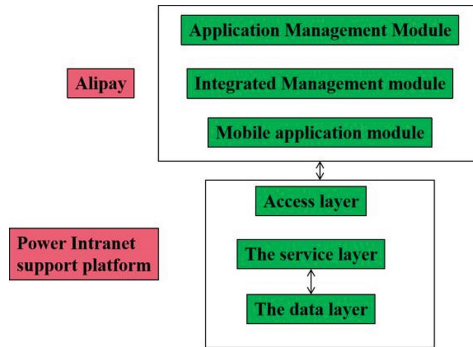 Application Management Module
Alipay
Integrated Management module
Mobile application module
Access layer
Power Intranet
support platform
The service layer
The data layer